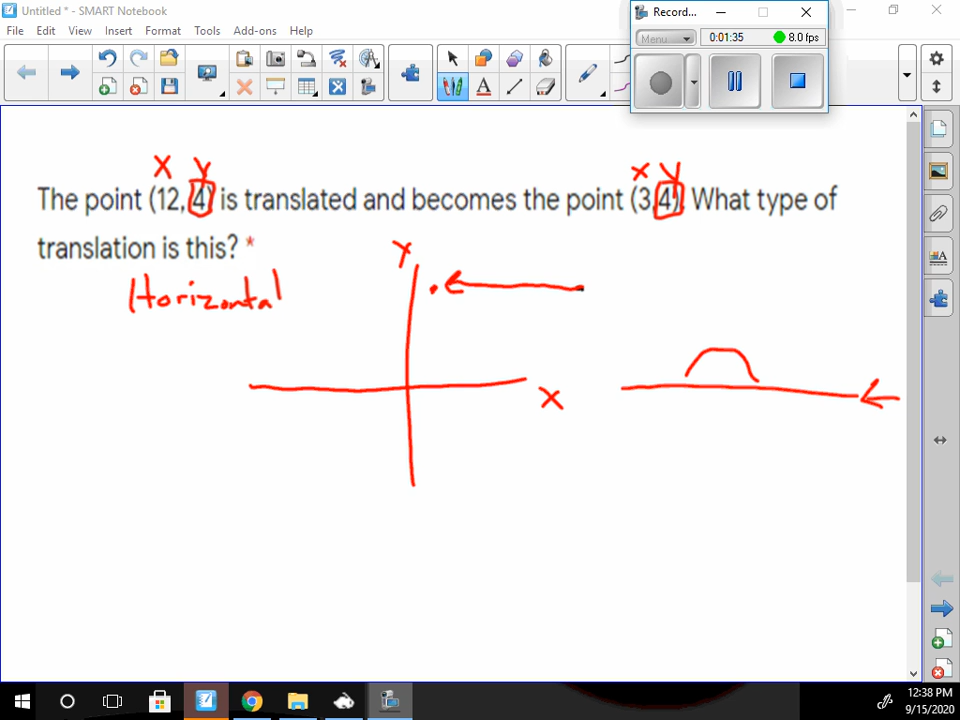 Untitled * - SMART Notebook
Record...
File Edit View Insert Format Tools Add-ons Help
Menu 0:01:35 8.0 fps
X Y X Y
The point (12, 4) is translated and becomes the point (3,4). What type of
translation is this? *
Y
Horizontal
X
12:38 PM
9/15/2020